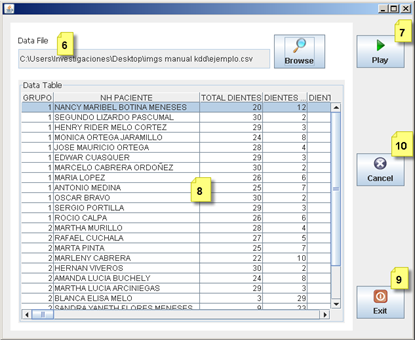 Data File
6
7
C:\Users\Investigaciones\Desktop\imgs manual kdd\ejemplo.csv
Browse
Play
Data Table
GRUPO NH PACIENTE TOTAL DIENTES DIENTES DIENT
1 NANCY MARIBEL BOTINA MENESES 20 12
1 SEGUNDO LIZARDO PASCUMAL 30 2
1 HENRY RIDER MELO CORTEZ 29 3
1 MONICA ORTEGA JARAMILLO 24 8
1 JOSE MAURICIO ORTEGA 28 4
1 EDWAR CUASQUER 29 3
1 MARCELO CABRERA ORDOÑEZ 30 2
1 MARIA LOPEZ 26 6
1 ANTONIO MEDINA 25 7
1 OSCAR BRAVO 30 2
1 SERGIO PORTILLA 29 3
1 ROCIO CALPA 26 6
2 MARTHA MURILLO 28 4
2 RAFAEL CUCHALA 27 5
2 MARTA PINTA 25 7
2 MARLENY CABRERA 22 10
2 HERNAN VIVEROS 30 2
2 AMANDA LUCIA BUCHELY 24 8
2 MARTHA LUCIA ARCINIEGAS 29 3
2 BLANCA ELISA MELO 3 29
2 SANDRA YANETH FLORES MENESES 9 23
8
10
Cancel
9
Exit